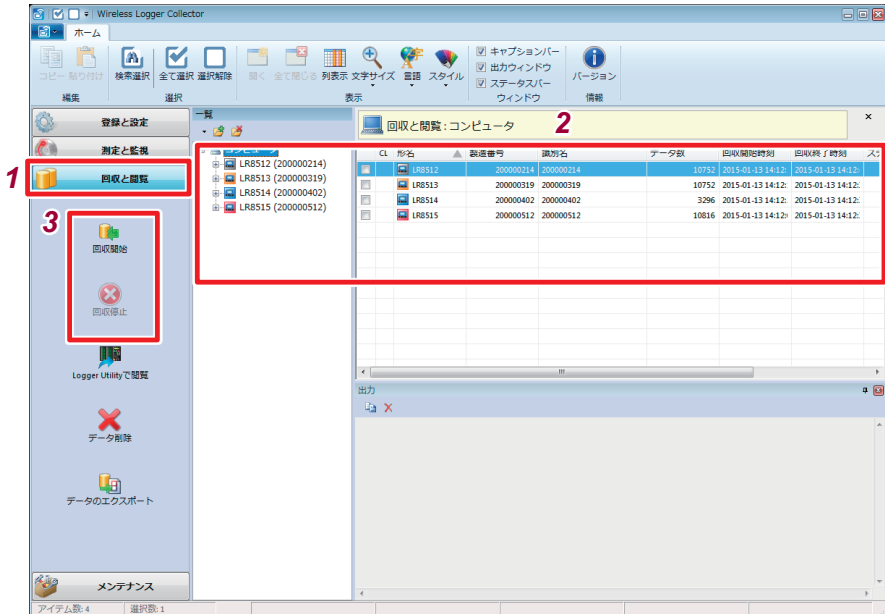 Wireless Logger Collector
ホーム
コピー 貼り付け 検索選択 全て選択 選択解除 開く 全て閉じる 列表示 文字サイズ 言語 スタイル
キャプションバー
出力ウィンドウ
ステータスバー
バージョン
編集 選択 表示 ウィンドウ 情報
登録と設定
測定と監視
1
回収と閲覧
3
回収開始
回収停止
Logger Utilityで閲覧
データ削除
データのエクスポート
メンテナンス
一覧
コンピュータ
LR8512 (200000214)
LR8513 (200000319)
LR8514 (200000402)
LR8515 (200000512)
回収と閲覧 : コンピュータ
2
CL 形名 製造番号 識別名 データ数 回収開始時刻 回収終了時刻
LR8512 200000214 200000214 10752 2015-01-13 14:12: 2015-01-13 14:12:
LR8513 200000319 200000319 10752 2015-01-13 14:12: 2015-01-13 14:12:
LR8514 200000402 200000402 3296 2015-01-13 14:12: 2015-01-13 14:12:
LR8515 200000512 200000512 10816 2015-01-13 14:12: 2015-01-13 14:12:
出力
アイテム数: 4 選択数: 1